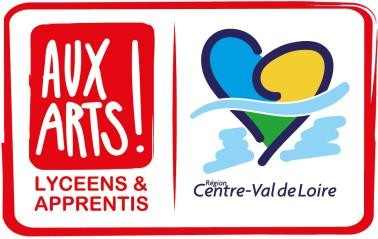 AUX
ARTS!
LYCEENS &
APPRENTIS
Région
Centre-Val de Loire